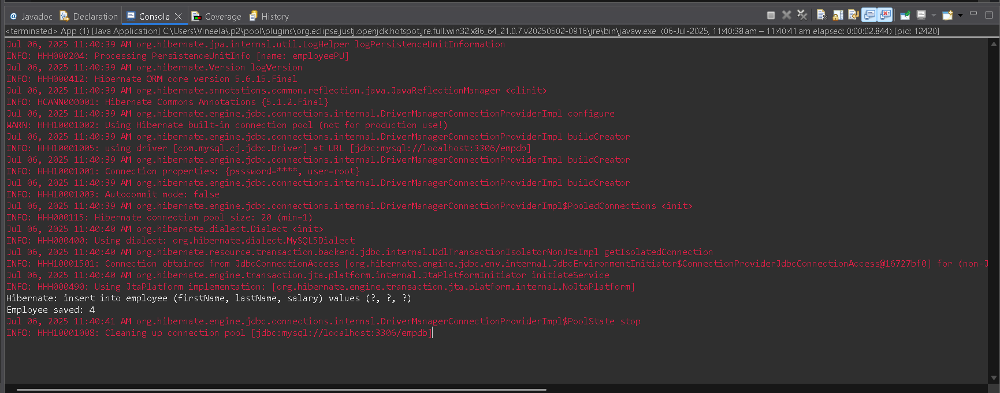 Javadoc Declaration Console Coverage History
<terminated> App (1) [Java Application] C:\Users\Vineela\.p2\pool\plugins\org.eclipse.justj.openjdk.hotspot.jre.full.win32.x86_64_21.0.7.v20250502-0916\jre\bin\javaw.exe (06-Jul-2025, 11:40:38 am – 11:40:41 am elapsed: 0:00:02.844) [pid: 12420]
Jul 06, 2025 11:40:39 AM org.hibernate.jpa.internal.util.LogHelper logPersistenceUnitInformation
INFO: HHH000204: Processing PersistenceUnitInfo [name: employeePU]
Jul 06, 2025 11:40:39 AM org.hibernate.Version logVersion
INFO: HHH000412: Hibernate ORM core version 5.6.15.Final
Jul 06, 2025 11:40:39 AM org.hibernate.annotations.common.reflection.java.JavaReflectionManager <clinit>
INFO: HCANN000001: Hibernate Commons Annotations {5.1.2.Final}
Jul 06, 2025 11:40:39 AM org.hibernate.engine.jdbc.connections.internal.DriverManagerConnectionProviderImpl configure
WARN: HHH10001002: Using Hibernate built-in connection pool (not for production use!)
Jul 06, 2025 11:40:39 AM org.hibernate.engine.jdbc.connections.internal.DriverManagerConnectionProviderImpl buildCreator
INFO: HHH10001005: using driver [com.mysql.cj.jdbc.Driver] at URL [jdbc:mysql://localhost:3306/empdb]
Jul 06, 2025 11:40:39 AM org.hibernate.engine.jdbc.connections.internal.DriverManagerConnectionProviderImpl buildCreator
INFO: HHH10001001: Connection properties: {password=****, user=root}
Jul 06, 2025 11:40:39 AM org.hibernate.engine.jdbc.connections.internal.DriverManagerConnectionProviderImpl buildCreator
INFO: HHH10001003: Autocommit mode: false
Jul 06, 2025 11:40:39 AM org.hibernate.engine.jdbc.connections.internal.DriverManagerConnectionProviderImpl$PooledConnections <init>
INFO: HHH000115: Hibernate connection pool size: 20 (min=1)
Jul 06, 2025 11:40:40 AM org.hibernate.dialect.Dialect <init>
INFO: HHH000400: Using dialect: org.hibernate.dialect.MySQL5Dialect
Jul 06, 2025 11:40:40 AM org.hibernate.resource.transaction.backend.jdbc.internal.DdlTransactionIsolatorNonJtaImpl getIsolatedConnection
INFO: HHH10001501: Connection obtained from JdbcConnectionAccess [org.hibernate.engine.jdbc.env.internal.JdbcEnvironmentInitiator$ConnectionProviderJdbcConnectionAccess@16727bf0] for (non-J
Jul 06, 2025 11:40:40 AM org.hibernate.engine.transaction.jta.platform.internal.JtaPlatformInitiator initiateService
INFO: HHH000490: Using JtaPlatform implementation: [org.hibernate.engine.transaction.jta.platform.internal.NoJtaPlatform]
Hibernate: insert into employee (firstName, lastName, salary) values (?, ?, ?)
Employee saved: 4
Jul 06, 2025 11:40:41 AM org.hibernate.engine.jdbc.connections.internal.DriverManagerConnectionProviderImpl$PoolState stop
INFO: HHH10001008: Cleaning up connection pool [jdbc:mysql://localhost:3306/empdb]